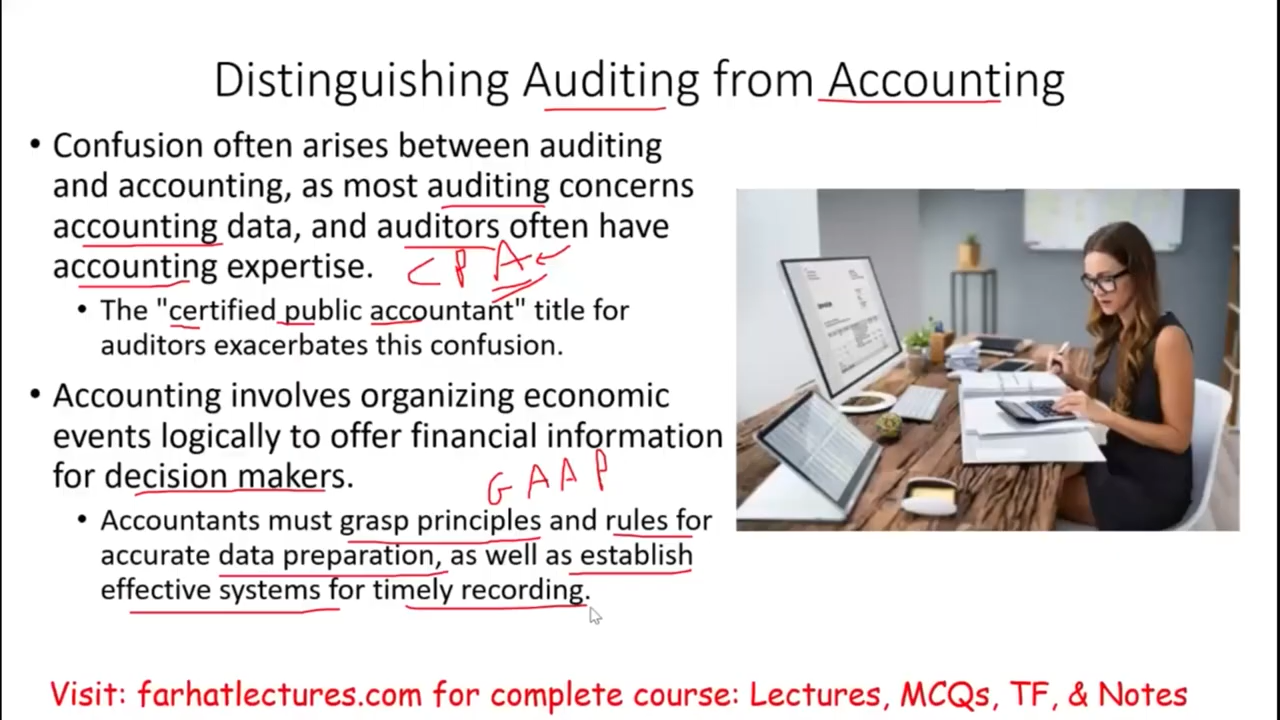 Distinguishing Auditing from Accounting
• Confusion often arises between auditing
and accounting, as most auditing concerns
accounting data, and auditors often have
accounting expertise.
CPA
• The "certified public accountant" title for
auditors exacerbates this confusion.
• Accounting involves organizing economic
events logically to offer financial information
for decision makers.
GAAP
• Accountants must grasp principles and rules for
accurate data preparation, as well as establish
effective systems for timely recording.
Visit: farhatlectures.com for complete course: Lectures, MCQs, TF, & Notes